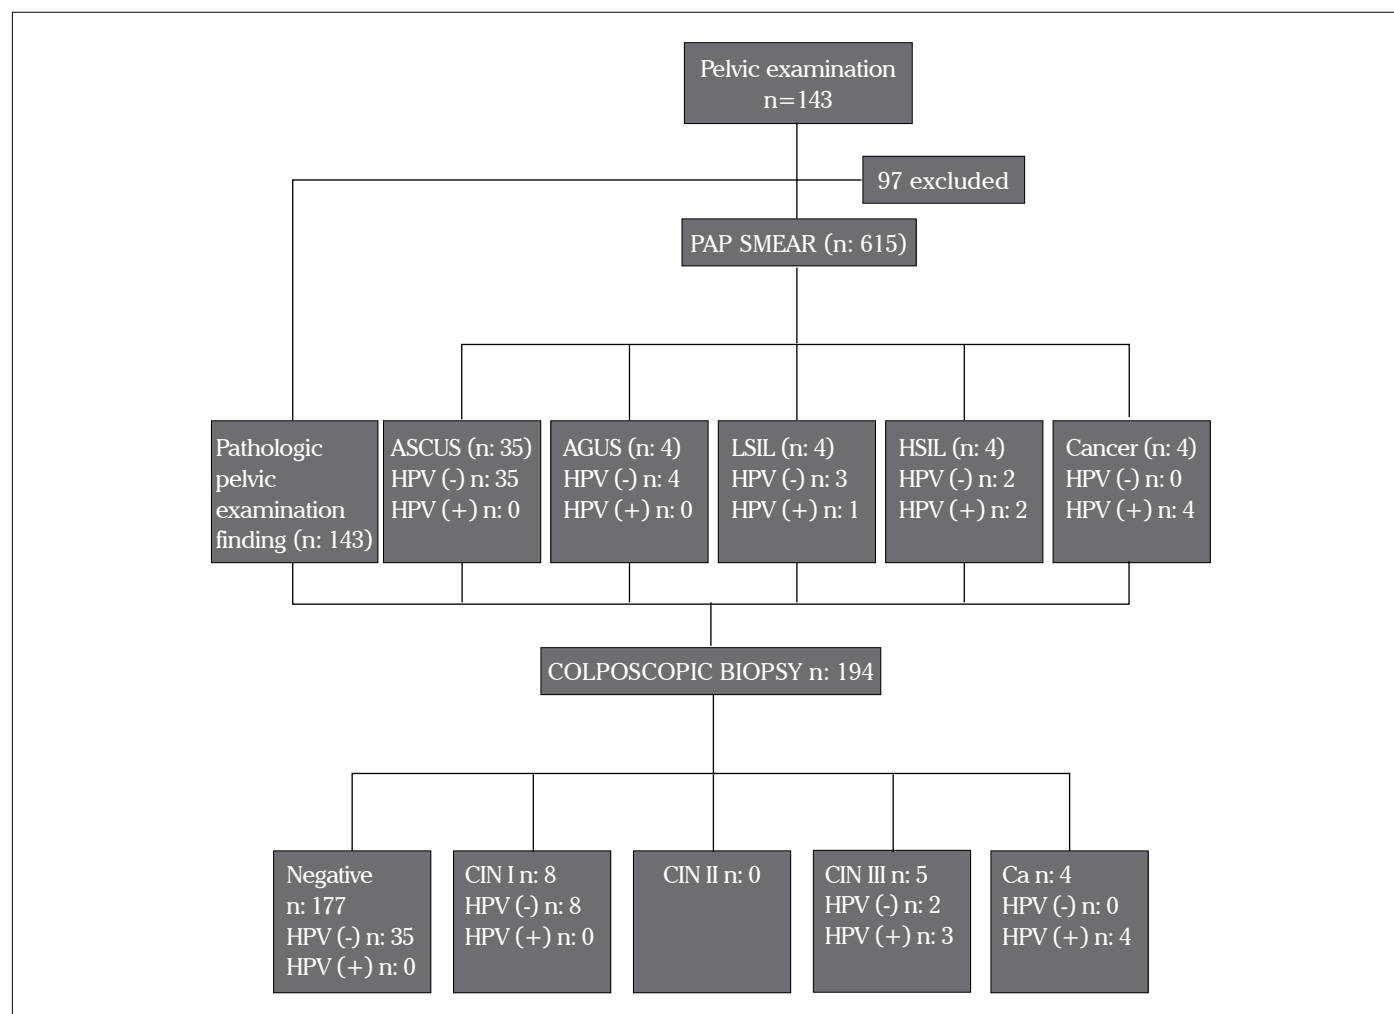 Pelvic examination
n=143
97 excluded
PAP SMEAR (n: 615)
Pathologic
pelvic
examination
finding (n: 143)
ASCUS (n: 35)
HPV (-) n: 35
HPV (+) n: 0
AGUS (n: 4)
HPV (-) n: 4
HPV (+) n: 0
LSIL (n: 4)
HPV (-) n: 3
HPV (+) n: 1
HSIL (n: 4)
HPV (-) n: 2
HPV (+) n: 2
Cancer (n: 4)
HPV (-) n: 0
HPV (+) n: 4
COLPOSCOPIC BIOPSY n: 194
Negative
n: 177
HPV (-) n: 35
HPV (+) n: 0
CIN I n: 8
HPV (-) n: 8
HPV (+) n: 0
CIN II n: 0
CIN III n: 5
HPV (-) n: 2
HPV (+) n: 3
Ca n: 4
HPV (-) n: 0
HPV (+) n: 4